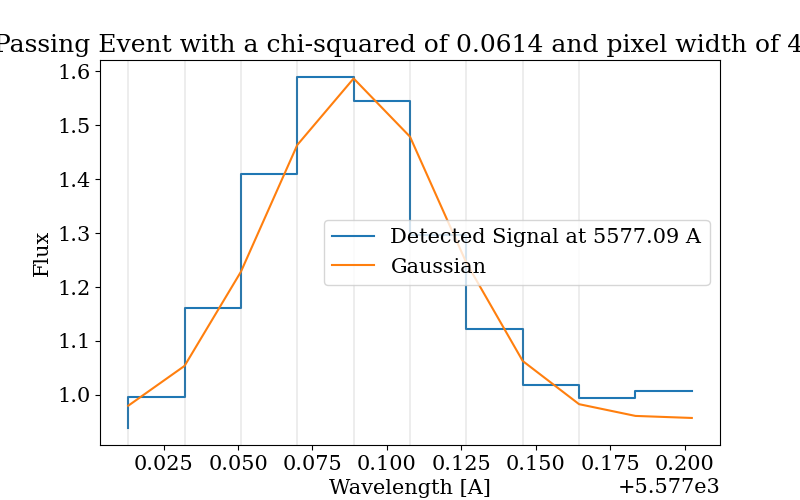 Passing Event with a chi-squared of 0.0614 and pixel width of 4
1.6
1.5
1.4
1.3
1.2
1.1
1.0
Flux
Detected Signal at 5577.09 A
Gaussian
0.025 0.050 0.075 0.100 0.125 0.150 0.175 0.200
Wavelength [A]
+5.577e3